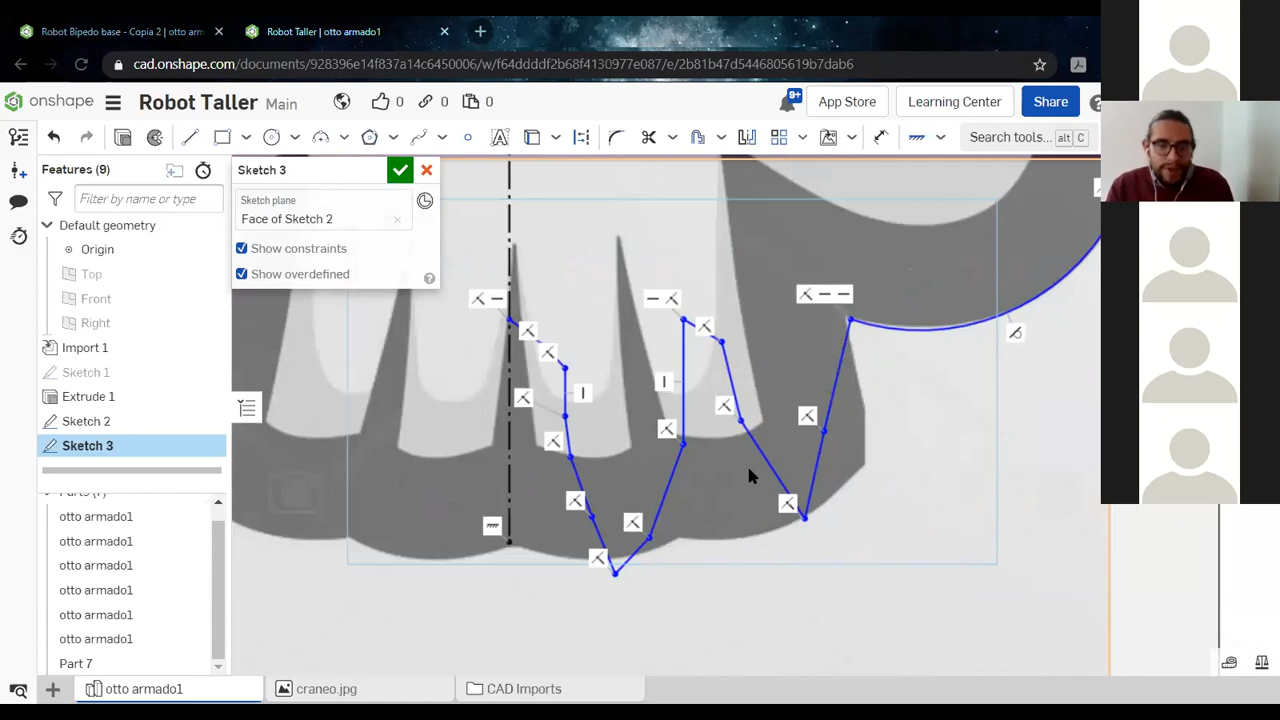 Robot Bipedo base - Copia 2 | otto arm
Robot Taller | otto armado1
cad.onshape.com/documents/928396e14f837a14c6450006/w/f64ddddf2b68f4130977e087/e/2b81b47d5446805619b7dab6
onshape
Robot Taller Main
0
0
0
9+
App Store
Learning Center
Share
Search tools... alt C
Features (9)
Filter by name or type
Default geometry
Origin
Top
Front
Right
Import 1
Sketch 1
Extrude 1
Sketch 2
Sketch 3
Parts (7)
otto armado1
otto armado1
otto armado1
otto armado1
otto armado1
otto armado1
Part 7
Sketch 3
Sketch plane
Face of Sketch 2
Show constraints
Show overdefined
otto armado1
craneo.jpg
CAD Imports